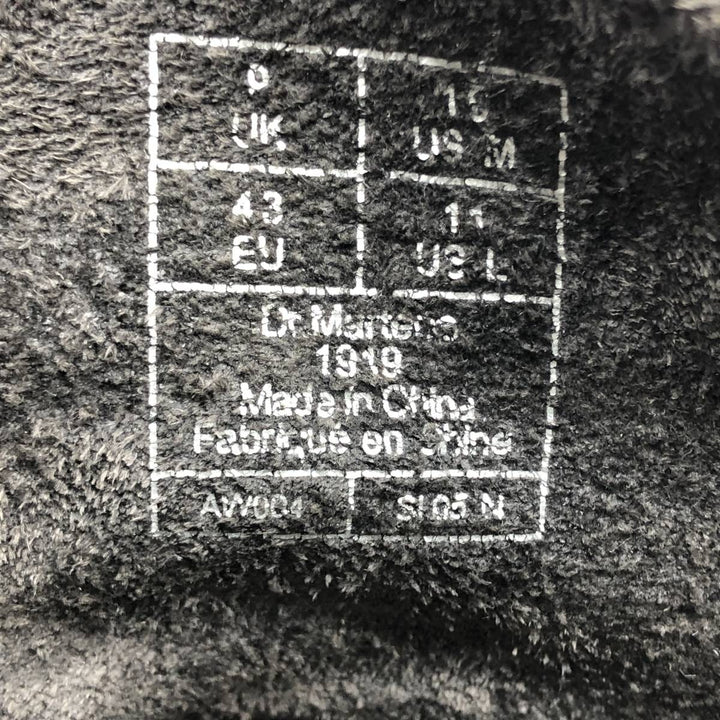 9
UK
10
US M
43
EU
11
US L
Dr. Martens
1919
Made in China
Fabriqué en Chine
AW004
SI 05 N